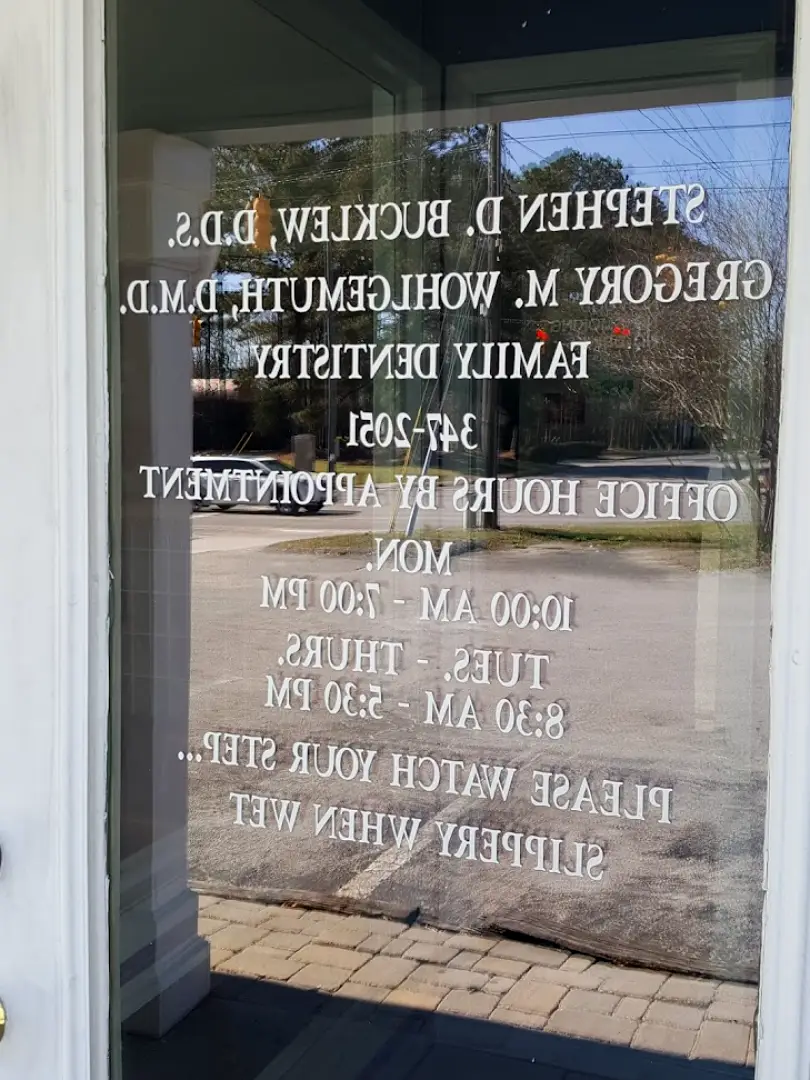 STEPHEN D. BUCKLEW, D.D.S.
GREGORY M. WOHLGEMUTH, D.M.D.
FAMILY DENTISTRY
347-2051
OFFICE HOURS BY APPOINTMENT
MON.
10:00 AM - 7:00 PM
TUES. - THURS.
8:30 AM - 5:30 PM
PLEASE WATCH YOUR STEP...
SLIPPERY WHEN WET